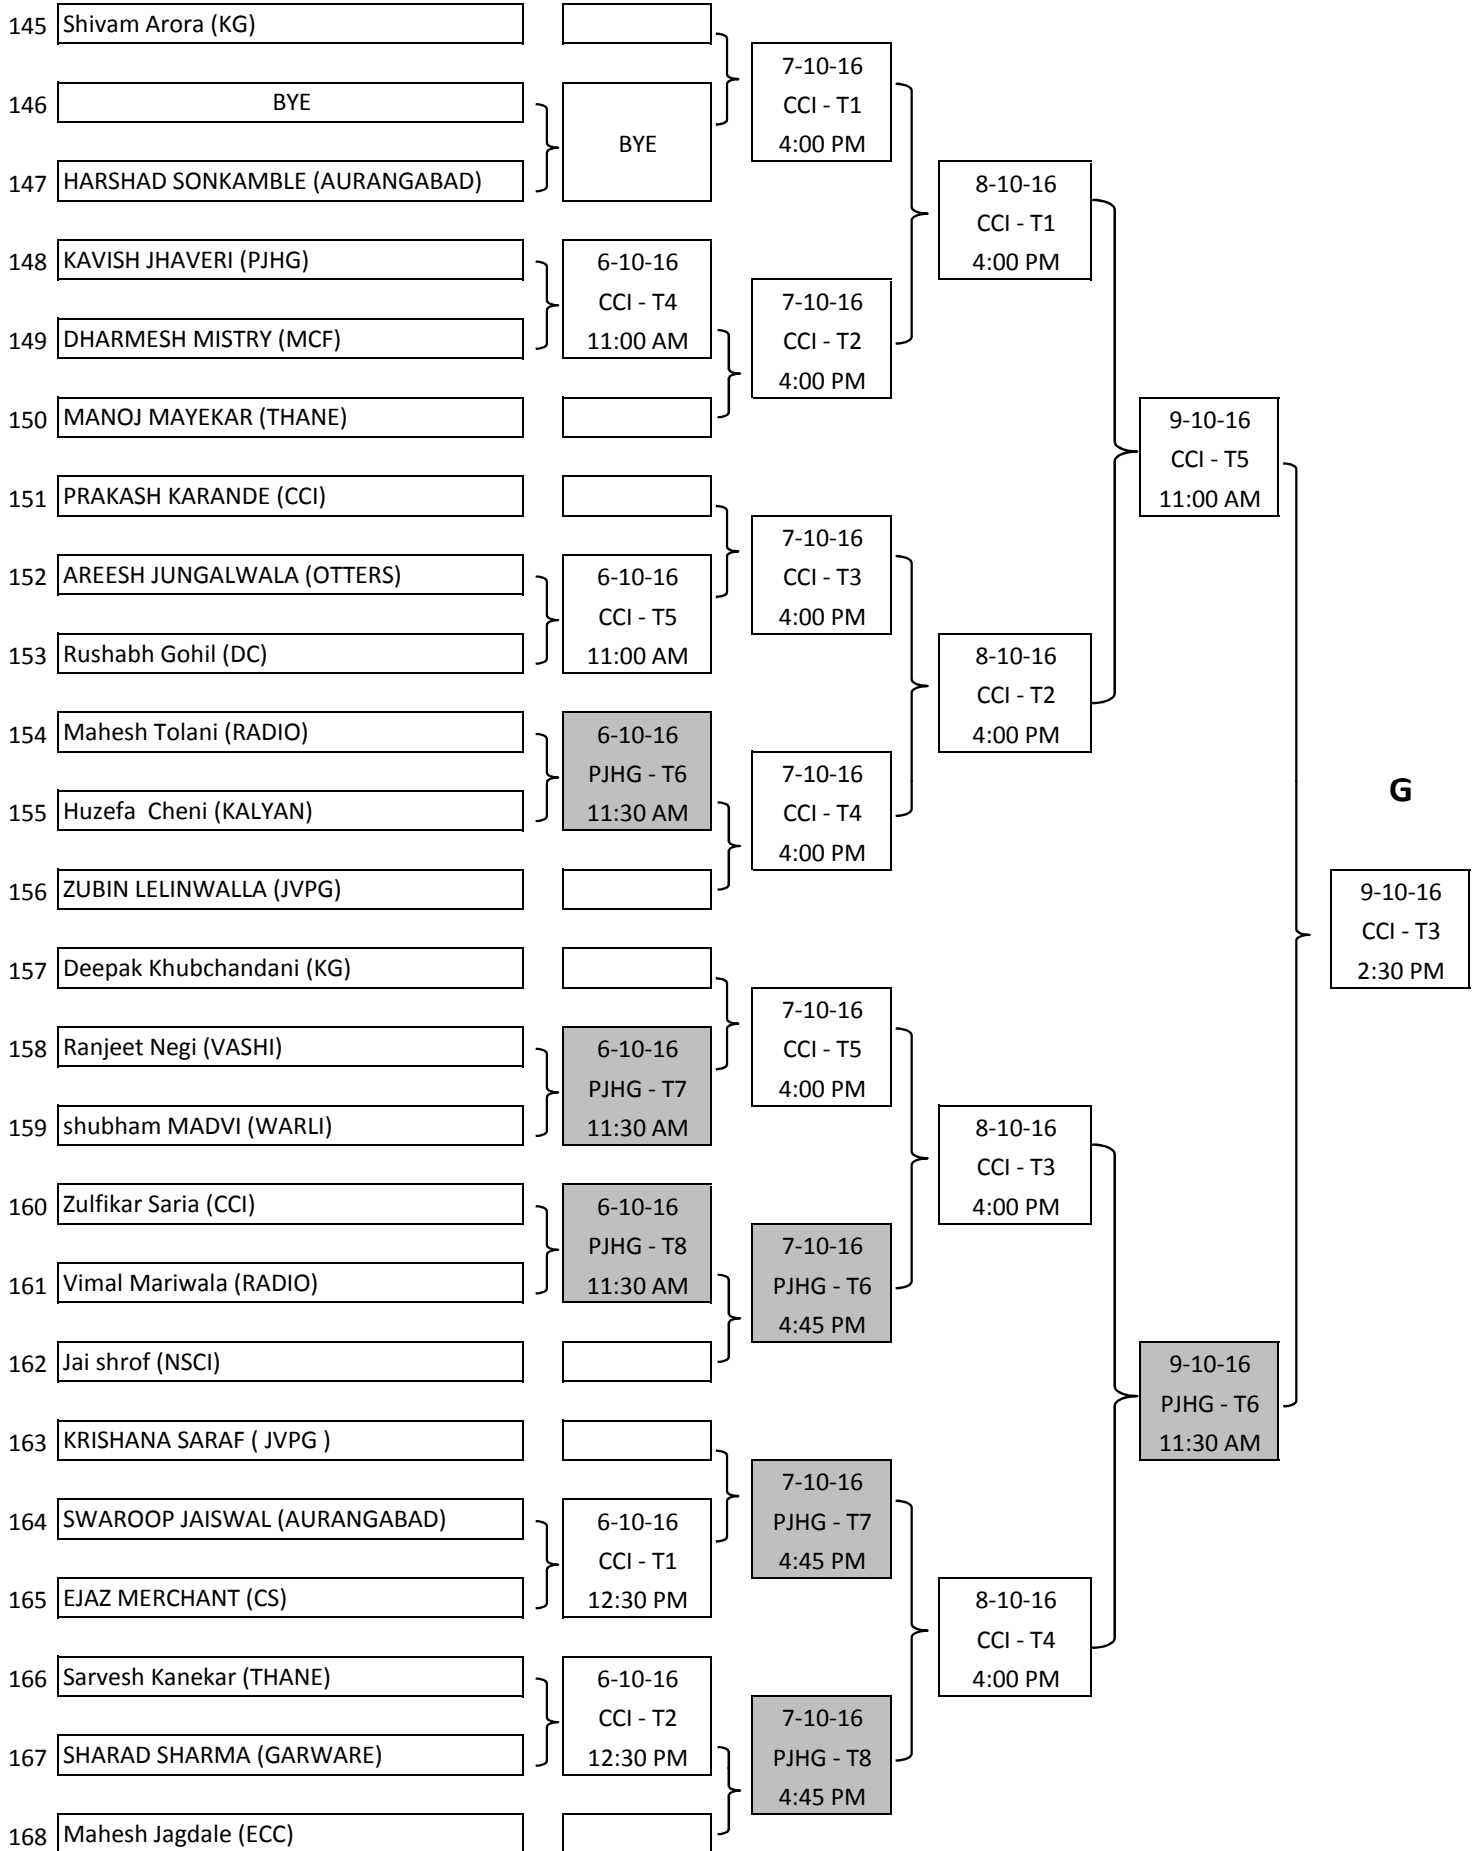 145 Shivam Arora (KG)
7-10-16
146 BYE
CCI - T1
BYE
4:00 PM
147 HARSHAD SONKAMBLE (AURANGABAD)
8-10-16
CCI - T1
148 KAVISH JHAVERI (PJHG)
6-10-16
4:00 PM
CCI - T4
7-10-16
149 DHARMESH MISTRY (MCF)
11:00 AM
CCI - T2
4:00 PM
150 MANOJ MAYEKAR (THANE)
9-10-16
CCI - T5
151 PRAKASH KARANDE (CCI)
11:00 AM
7-10-16
152 AREESH JUNGALWALA (OTTERS)
6-10-16
CCI - T3
CCI - T5
4:00 PM
153 Rushabh Gohil (DC)
11:00 AM
8-10-16
CCI - T2
154 Mahesh Tolani (RADIO)
6-10-16
4:00 PM
PJHG - T6
7-10-16
G
155 Huzefa  Cheni (KALYAN)
11:30 AM
CCI - T4
4:00 PM
156 ZUBIN LELINWALLA (JVPG)
9-10-16
CCI - T3
157 Deepak Khubchandani (KG)
2:30 PM
7-10-16
158 Ranjeet Negi (VASHI)
6-10-16
CCI - T5
PJHG - T7
4:00 PM
159 shubham MADVI (WARLI)
11:30 AM
8-10-16
CCI - T3
160 Zulfikar Saria (CCI)
6-10-16
4:00 PM
PJHG - T8
7-10-16
161 Vimal Mariwala (RADIO)
11:30 AM
PJHG - T6
4:45 PM
162 Jai shrof (NSCI)
9-10-16
PJHG - T6
163 KRISHANA SARAF ( JVPG )
11:30 AM
7-10-16
164 SWAROOP JAISWAL (AURANGABAD)
6-10-16
PJHG - T7
CCI - T1
4:45 PM
165 EJAZ MERCHANT (CS)
12:30 PM
8-10-16
CCI - T4
166 Sarvesh Kanekar (THANE)
6-10-16
4:00 PM
CCI - T2
7-10-16
167 SHARAD SHARMA (GARWARE)
12:30 PM
PJHG - T8
4:45 PM
168 Mahesh Jagdale (ECC)